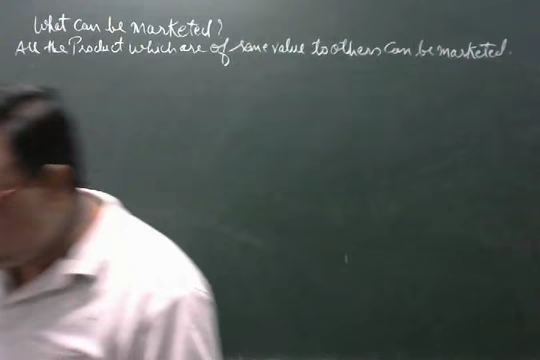 What can be marketed?
All the Product which are of some value to others can be marketed.